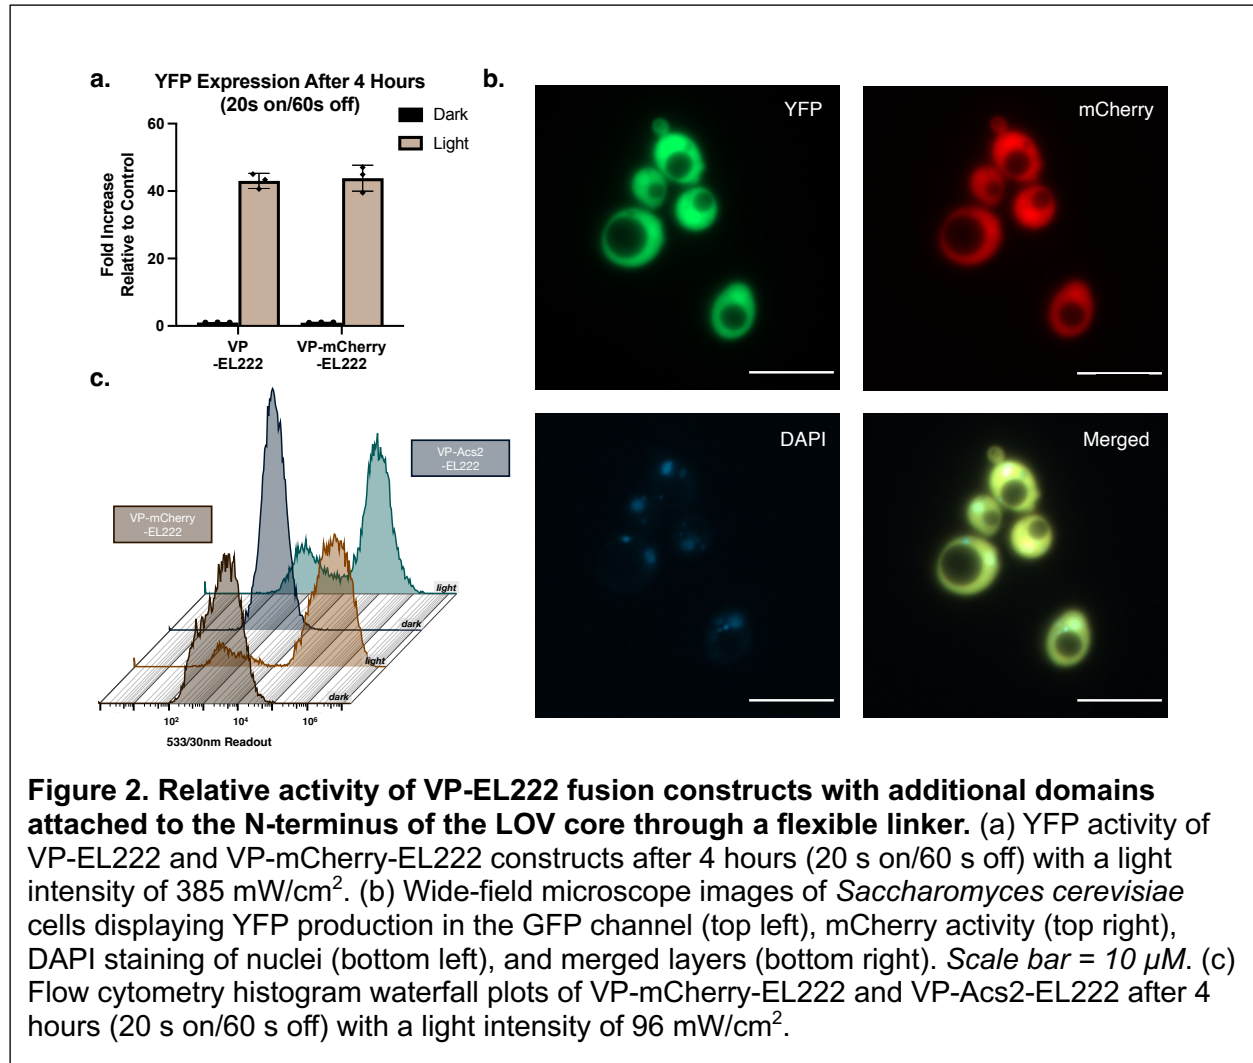 a.
YFP Expression After 4 Hours
(20s on/60s off)
Dark
Light
Fold Increase
Relative to Control
60
40
20
0
VP
-EL222
VP-mCherry
-EL222
b.
YFP
mCherry
DAPI
Merged
c.
VP-Acs2
-EL222
VP-mCherry
-EL222
light
dark
light
dark
10²
10⁴
10⁶
533/30nm Readout
Figure 2. Relative activity of VP-EL222 fusion constructs with additional domains
attached to the N-terminus of the LOV core through a flexible linker. (a) YFP activity of
VP-EL222 and VP-mCherry-EL222 constructs after 4 hours (20 s on/60 s off) with a light
intensity of 385 mW/cm². (b) Wide-field microscope images of Saccharomyces cerevisiae
cells displaying YFP production in the GFP channel (top left), mCherry activity (top right),
DAPI staining of nuclei (bottom left), and merged layers (bottom right). Scale bar = 10 µM. (c)
Flow cytometry histogram waterfall plots of VP-mCherry-EL222 and VP-Acs2-EL222 after 4
hours (20 s on/60 s off) with a light intensity of 96 mW/cm².